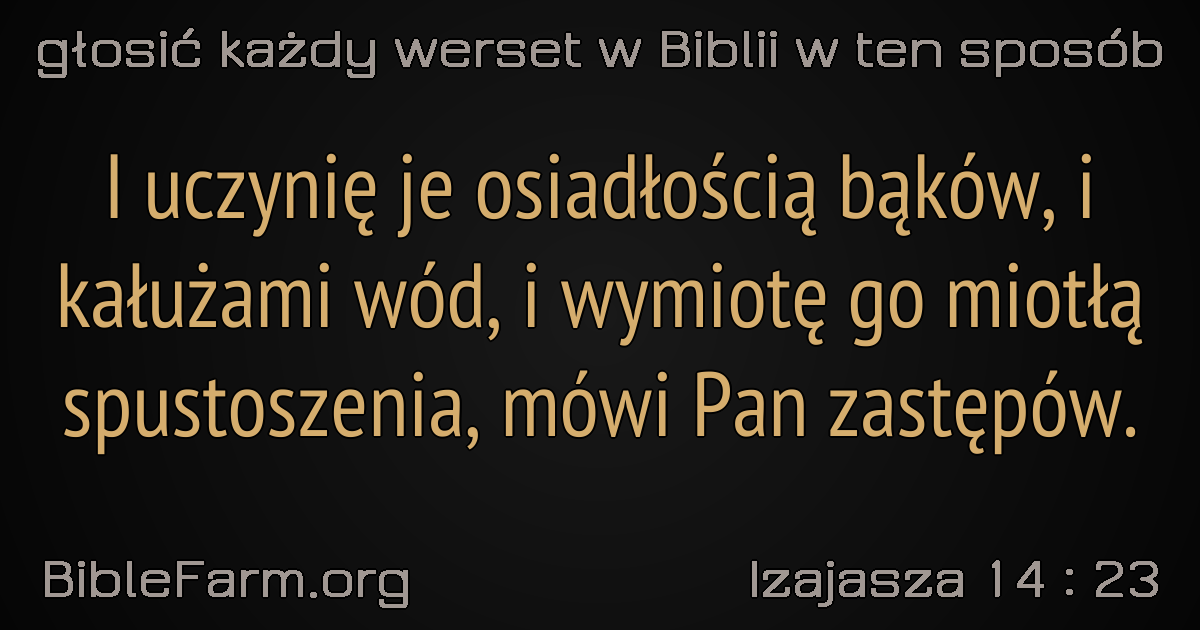 głosić każdy werset w Biblii w ten sposób
I uczynię je osiadłością bąków, i
kałużami wód, i wymiotę go miotłą
spustoszenia, mówi Pan zastępów.
BibleFarm.org
Izajasza 14 : 23